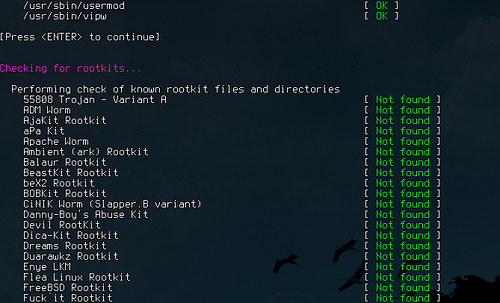 /usr/sbin/usermod [ OK ]
/usr/sbin/vipw [ OK ]
[Press <ENTER> to continue]
Checking for rootkits...
Performing check of known rootkit files and directories
55808 Trojan - Variant A [ Not found ]
ADM Worm [ Not found ]
AjaKit Rootkit [ Not found ]
aPa Kit [ Not found ]
Apache Worm [ Not found ]
Ambient (ark) Rootkit [ Not found ]
Balaur Rootkit [ Not found ]
BeastKit Rootkit [ Not found ]
beX2 Rootkit [ Not found ]
BOBKit Rootkit [ Not found ]
CiNIK Worm (Slapper.B variant) [ Not found ]
Danny-Boy's Abuse Kit [ Not found ]
Devil RootKit [ Not found ]
Dica-Kit Rootkit [ Not found ]
Dreams Rootkit [ Not found ]
Duarawkz Rootkit [ Not found ]
Enye LKM [ Not found ]
Flea Linux Rootkit [ Not found ]
FreeBSD Rootkit [ Not found ]
Fuck`it Rootkit [ Not found ]